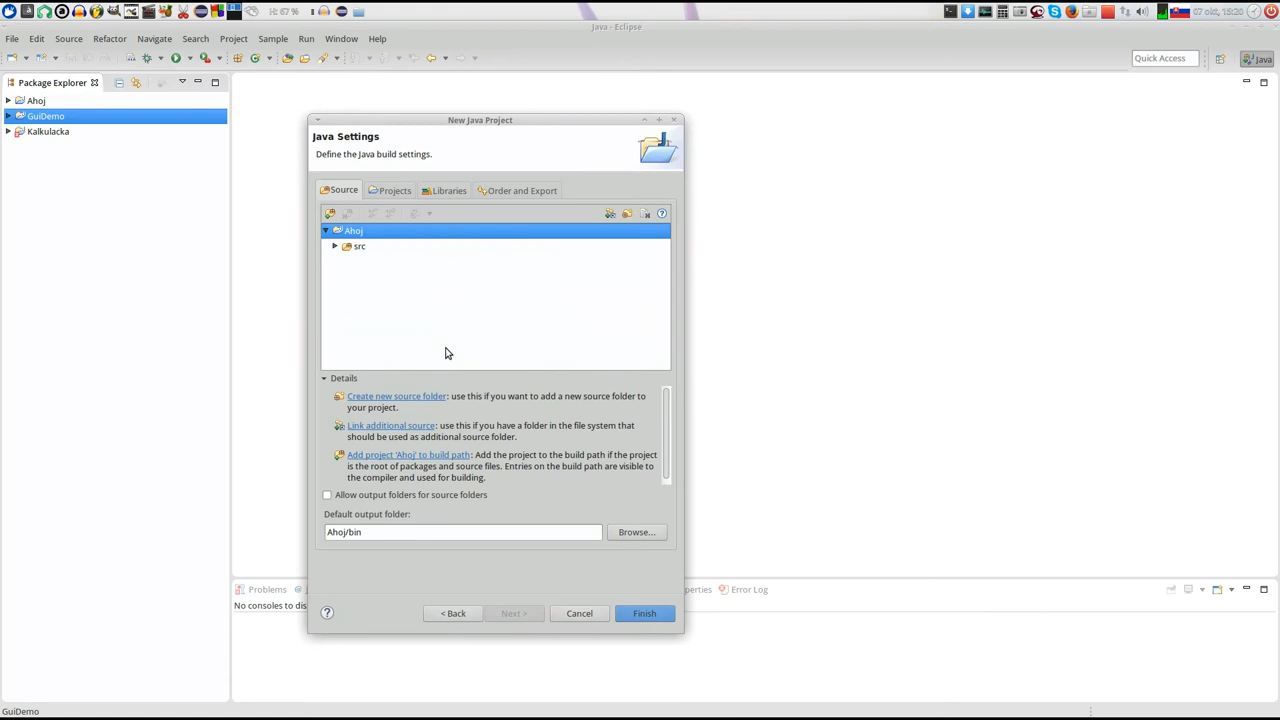 H: 67 %
07 okt, 15:20
Java - Eclipse
File Edit Source Refactor Navigate Search Project Sample Run Window Help
Quick Access
Java
Package Explorer
Ahoj
GuiDemo
Kalkulacka
New Java Project
Java Settings
Define the Java build settings.
Source Projects Libraries Order and Export
Ahoj
src
Details
Create new source folder: use this if you want to add a new source folder to
your project.
Link additional source: use this if you have a folder in the file system that
should be used as additional source folder.
Add project 'Ahoj' to build path: Add the project to the build path if the project
is the root of packages and source files. Entries on the build path are visible to
the compiler and used for building.
Allow output folders for source folders
Default output folder:
Ahoj/bin
Browse...
< Back Next > Cancel Finish
Problems @ perties Error Log
No consoles to dis
GuiDemo